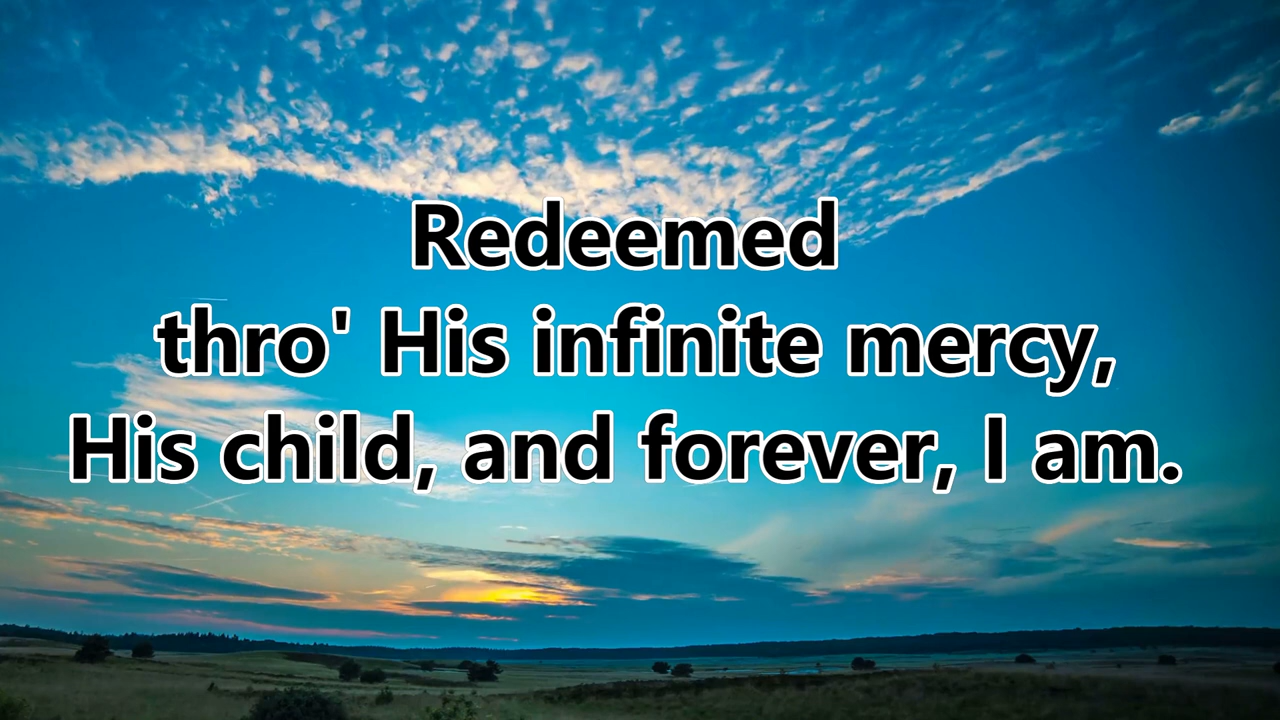 Redeemed
thro' His infinite mercy,
His child, and forever, I am.